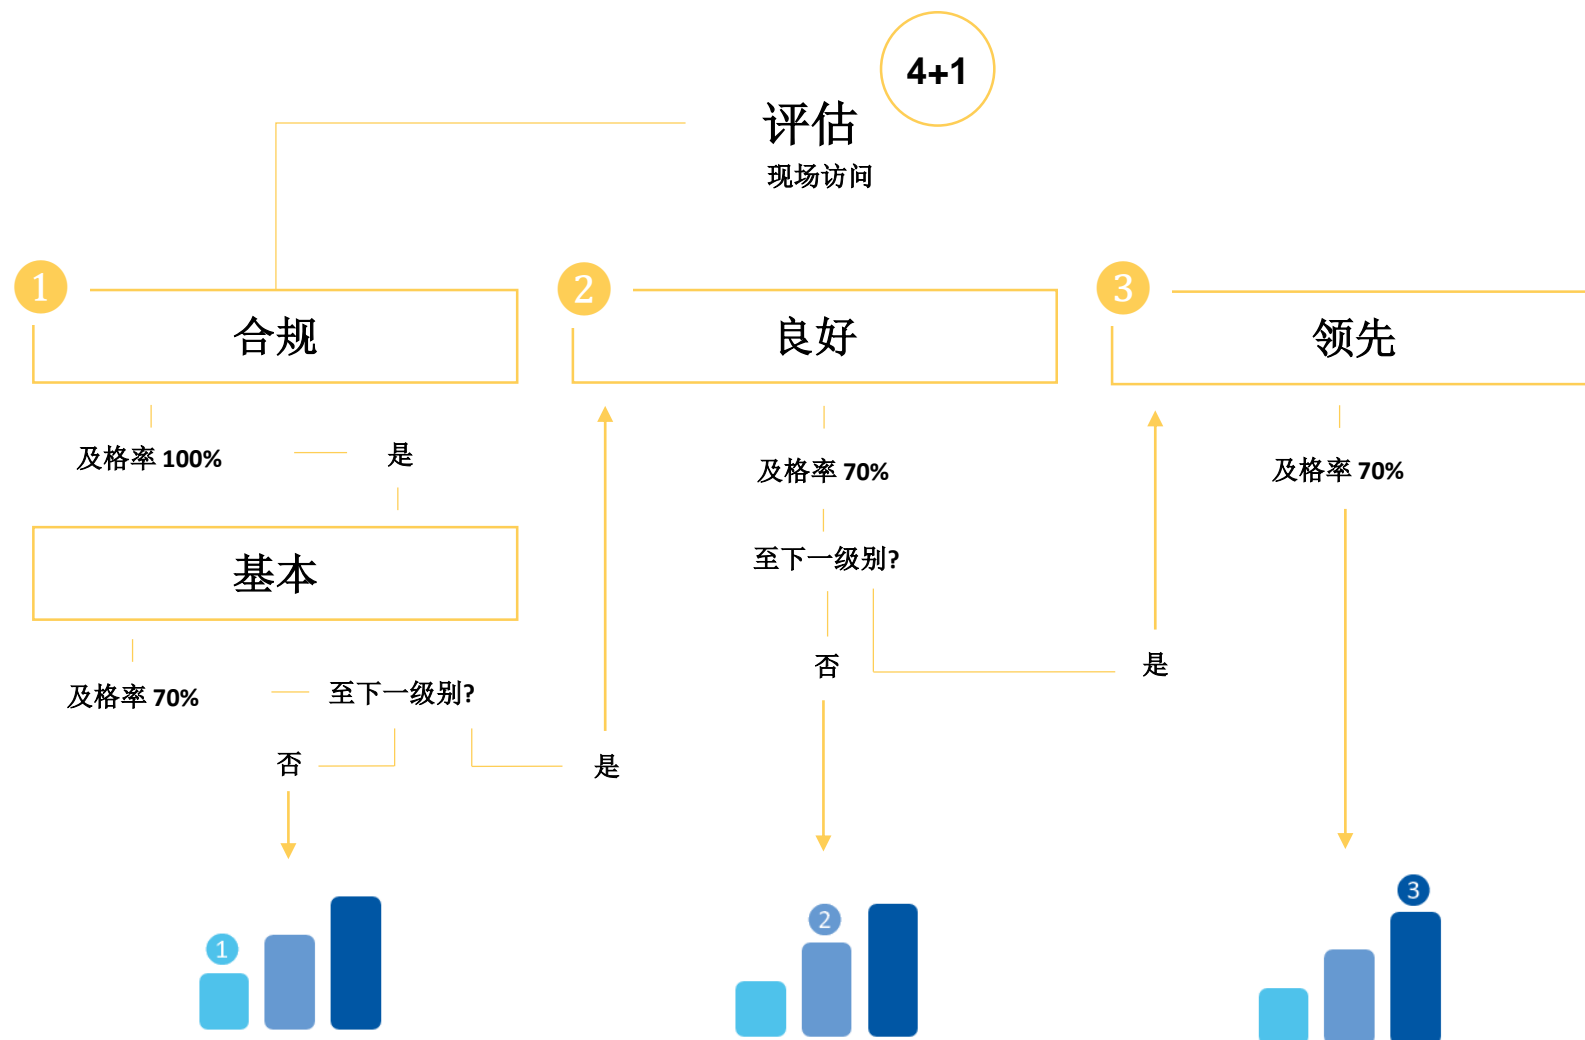 4+1
评估
现场访问
1
合规
及格率 100%
是
基本
及格率 70%
至下一级别?
否
是
2
良好
及格率 70%
至下一级别?
否
是
3
领先
及格率 70%
1
2
3